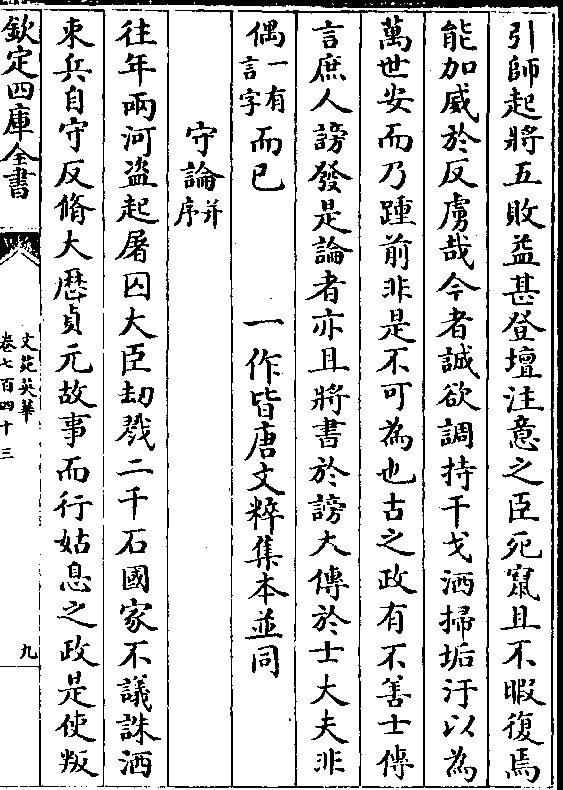 引師起將五敗益甚登壇注意之臣死竄且不暇復焉
能加威於反虜哉今者誠欲調持干戈洒掃垢汙以為
萬世安而乃踵前非是不可為也古之政有不善士傳
言庶人謗發是論者亦且將書於謗大傳於士大夫非
偶一有言字而已　一作皆唐文粹集本並同
守論并序
往年兩河盗起屠囚大臣刼戮二千石國家不議誅洒
束兵自守反脩大厯貞元故事而行姑息之政是使叛
欽定四庫全書
文苑英華
卷七百四十三
九